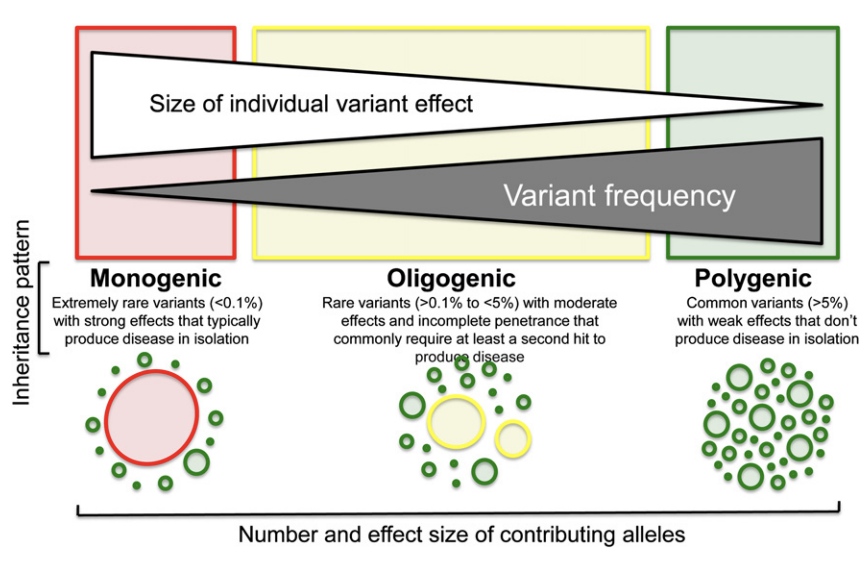 Size of individual variant effect
Variant frequency
Inheritance pattern
Monogenic
Extremely rare variants (<0.1%)
with strong effects that typically
produce disease in isolation
Oligogenic
Rare variants (>0.1% to <5%) with moderate
effects and incomplete penetrance that
commonly require at least a second hit to
produce disease
Polygenic
Common variants (>5%)
with weak effects that don't
produce disease in isolation
Number and effect size of contributing alleles